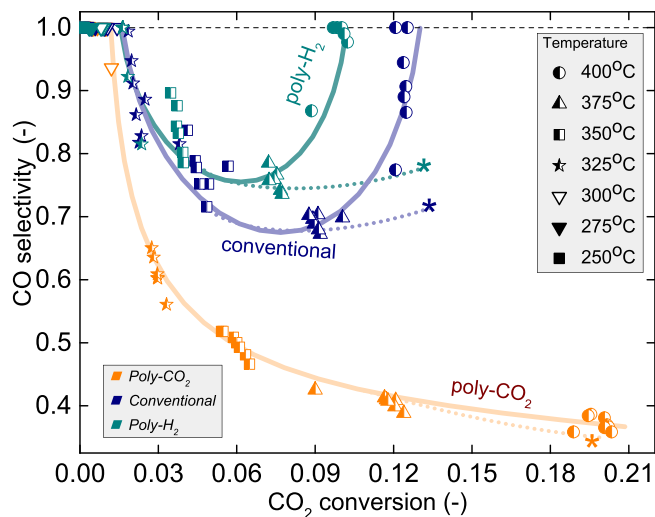 1.0
0.9
0.8
0.7
0.6
0.5
0.4
CO selectivity (-)
0.00
0.03
0.06
0.09
0.12
0.15
0.18
0.21
CO₂ conversion (-)
poly-H₂
conventional
poly-CO₂
*
*
*
Temperature
400°C
375°C
350°C
325°C
300°C
275°C
250°C
Poly-CO₂
Conventional
Poly-H₂